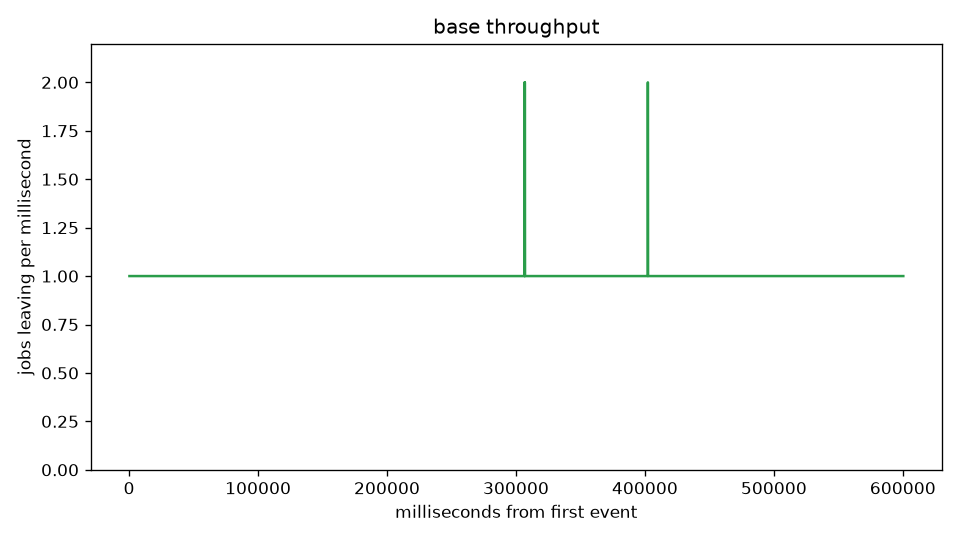 base throughput
jobs leaving per millisecond
2.00
1.75
1.50
1.25
1.00
0.75
0.50
0.25
0.00
0 100000 200000 300000 400000 500000 600000
milliseconds from first event